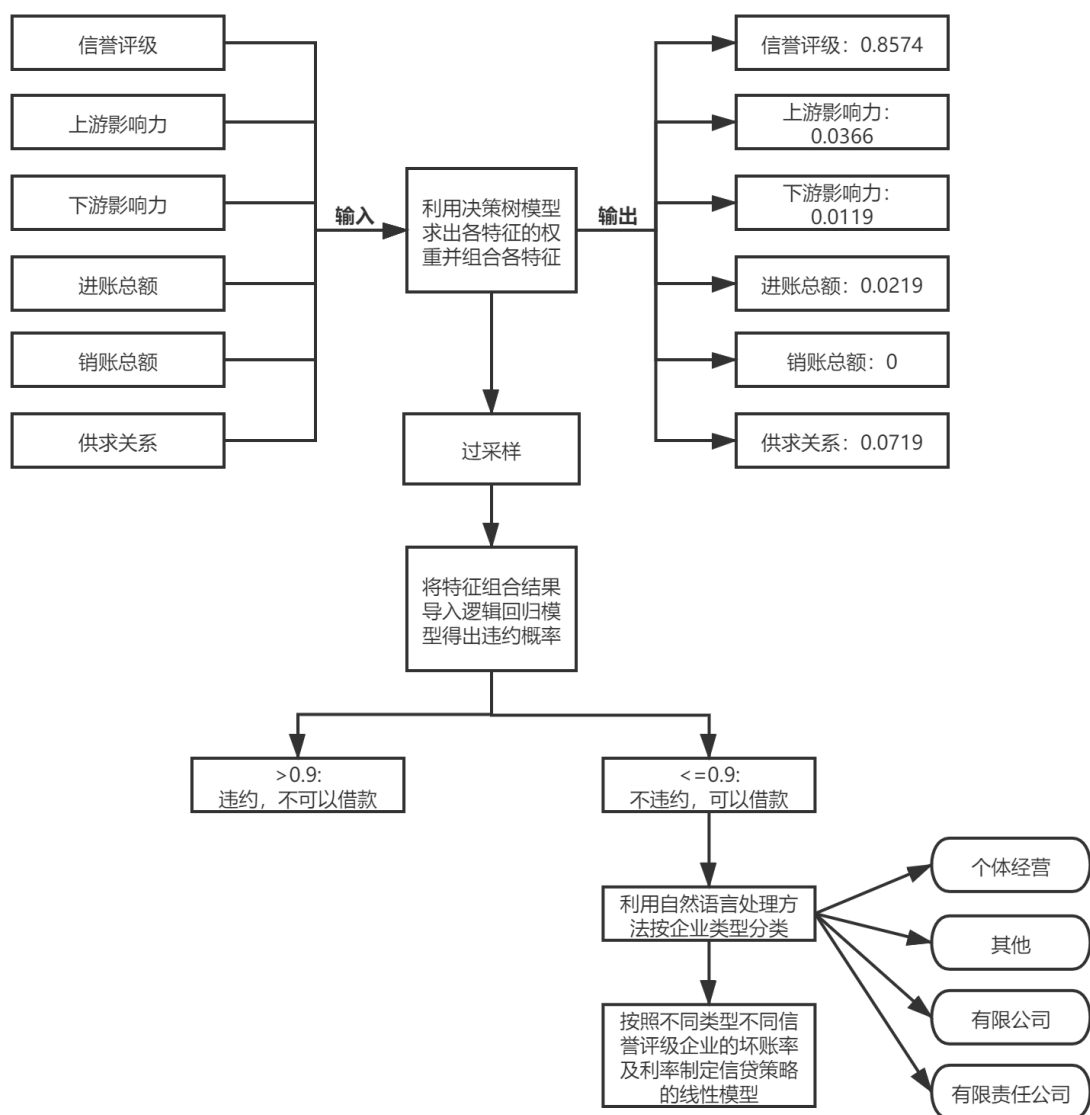 信誉评级
上游影响力
下游影响力
进账总额
销账总额
供求关系
输入
利用决策树模型
求出各特征的权
重并组合各特征
输出
信誉评级：0.8574
上游影响力：
0.0366
下游影响力：
0.0119
进账总额：0.0219
销账总额：0
供求关系：0.0719
过采样
将特征组合结果
导入逻辑回归模
型得出违约概率
>0.9:
违约，不可以借款
<=0.9:
不违约，可以借款
利用自然语言处理方
法按企业类型分类
个体经营
其他
有限公司
有限责任公司
按照不同类型不同信
誉评级企业的坏账率
及利率制定信贷策略
的线性模型